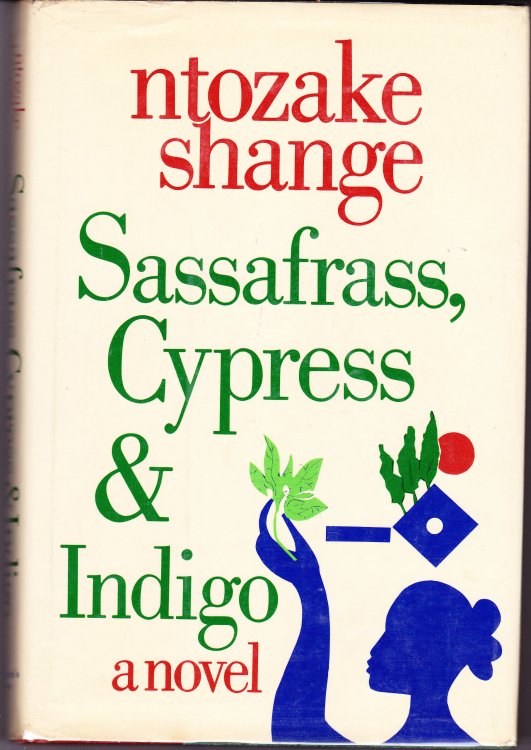 ntozake
shange
Sassafrass,
Cypress
&
Indigo
a novel